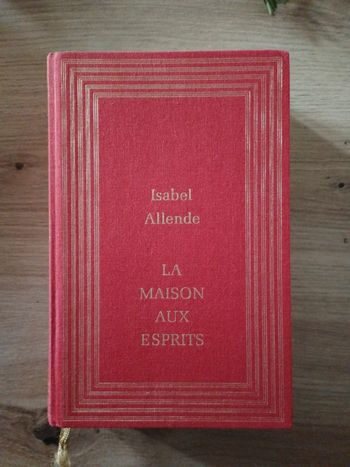 Isabel
Allende
LA
MAISON
AUX
ESPRITS